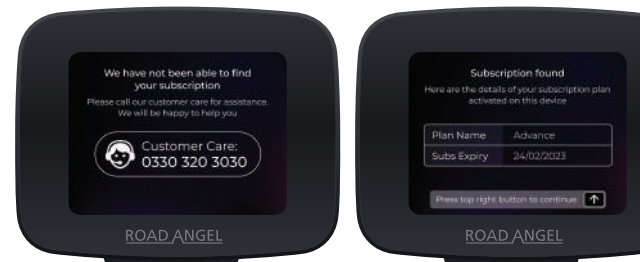 We have not been able to find
your subscription
Please call our customer care for assistance.
We will be happy to help you
Customer Care:
0330 320 3030
ROAD ANGEL
Subscription found
Here are the details of your subscription plan
activated on this device
Plan Name Advance
Subs Expiry 24/02/2023
Press top right button to continue
ROAD ANGEL